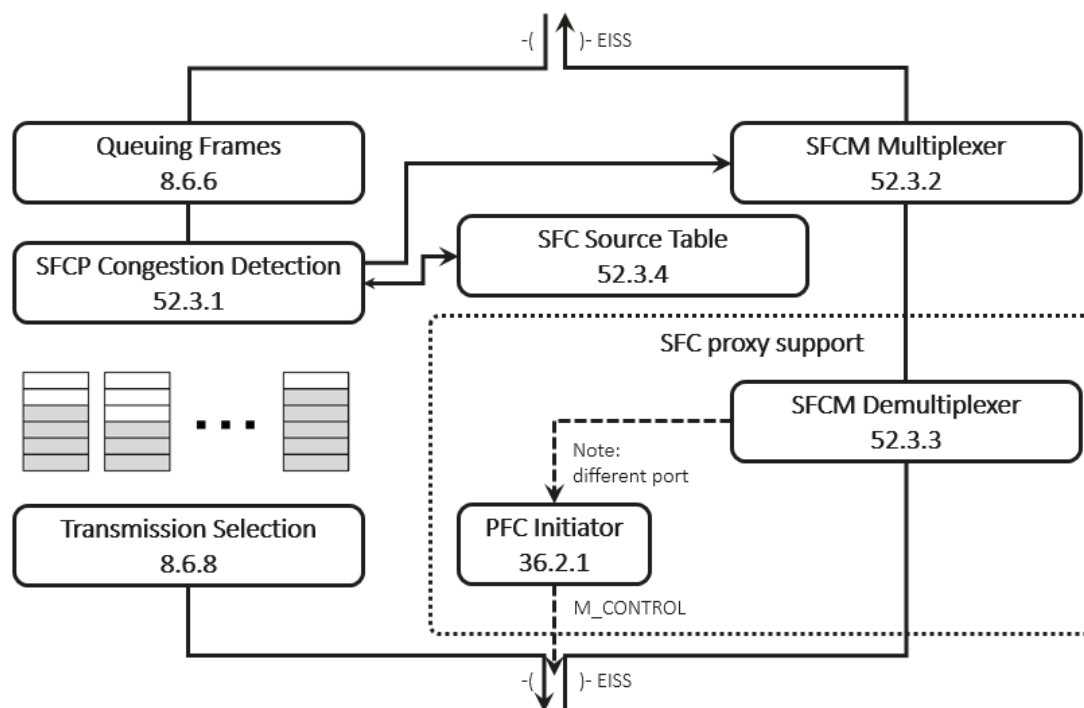 -( )- EISS
Queuing Frames
8.6.6
SFCM Multiplexer
52.3.2
SFCP Congestion Detection
52.3.1
SFC Source Table
52.3.4
SFC proxy support
SFCM Demultiplexer
52.3.3
Note:
different port
Transmission Selection
8.6.8
PFC Initiator
36.2.1
M_CONTROL
-( )- EISS